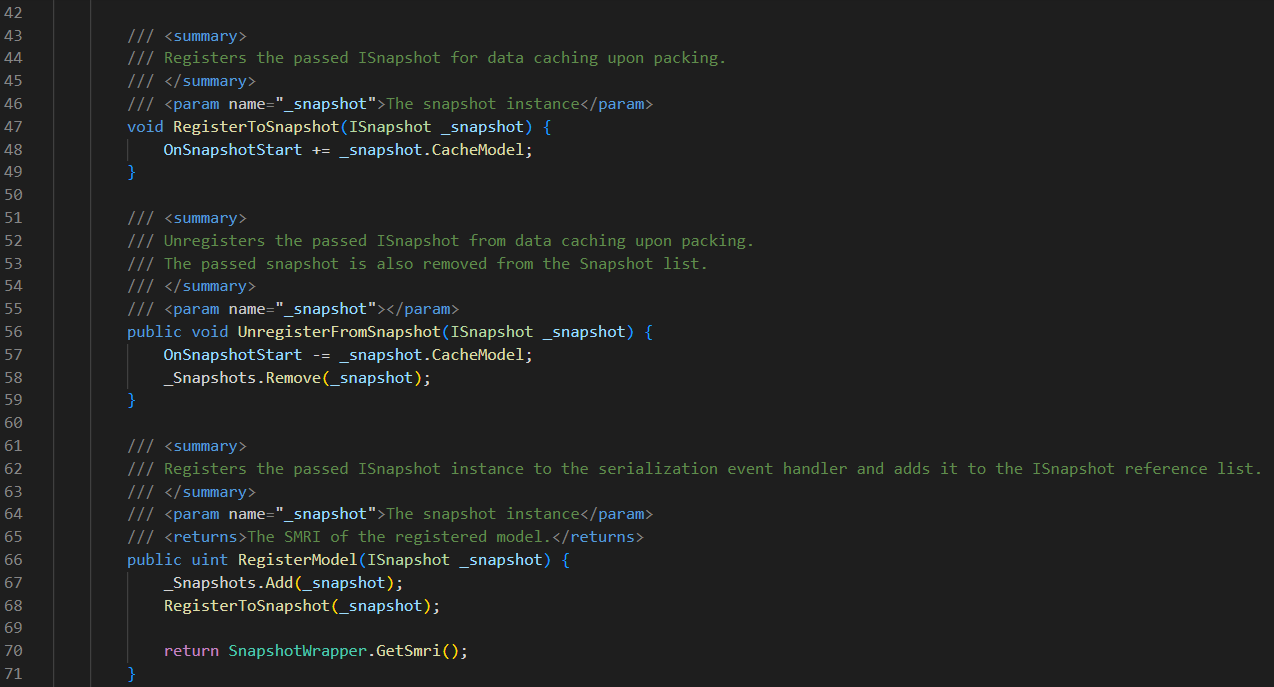 42
43 /// <summary>
44 /// Registers the passed ISnapshot for data caching upon packing.
45 /// </summary>
46 /// <param name="_snapshot">The snapshot instance</param>
47 void RegisterToSnapshot(ISnapshot _snapshot) {
48 OnSnapshotStart += _snapshot.CacheModel;
49 }
50
51 /// <summary>
52 /// Unregisters the passed ISnapshot from data caching upon packing.
53 /// The passed snapshot is also removed from the Snapshot list.
54 /// </summary>
55 /// <param name="_snapshot"></param>
56 public void UnregisterFromSnapshot(ISnapshot _snapshot) {
57 OnSnapshotStart -= _snapshot.CacheModel;
58 _Snapshots.Remove(_snapshot);
59 }
60
61 /// <summary>
62 /// Registers the passed ISnapshot instance to the serialization event handler and adds it to the ISnapshot reference list.
63 /// </summary>
64 /// <param name="_snapshot">The snapshot instance</param>
65 /// <returns>The SMRI of the registered model.</returns>
66 public uint RegisterModel(ISnapshot _snapshot) {
67 _Snapshots.Add(_snapshot);
68 RegisterToSnapshot(_snapshot);
69
70 return SnapshotWrapper.GetSmri();
71 }